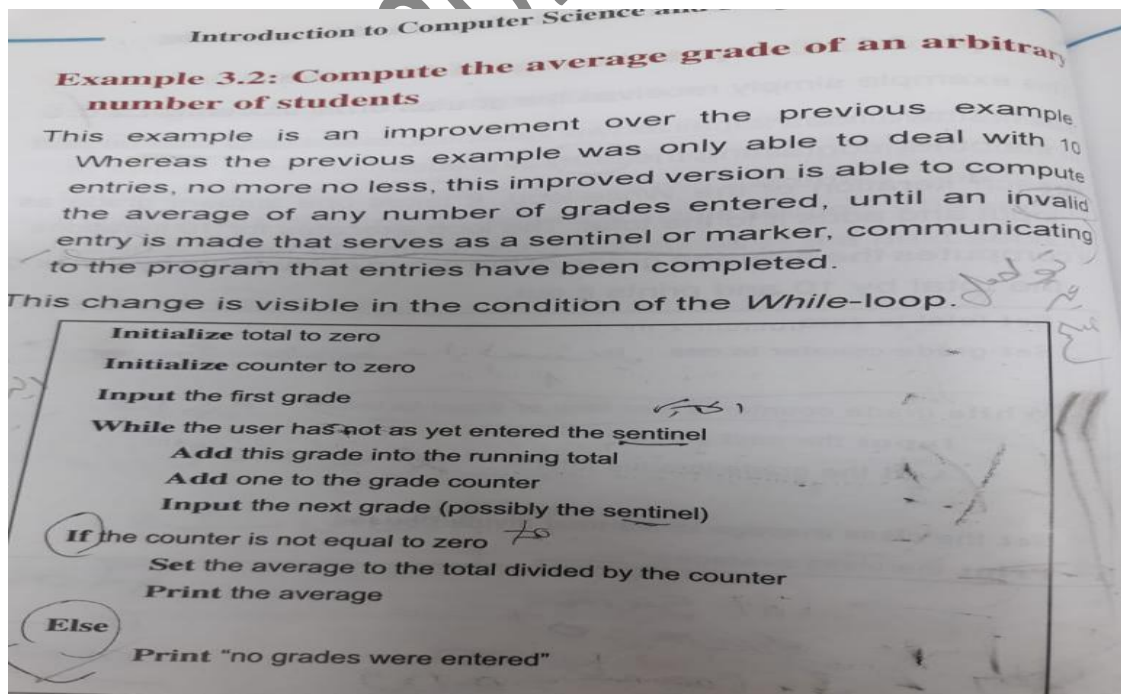 Introduction to Computer Science and
Example 3.2: Compute the average grade of an arbitrary
number of students
This example is an improvement over the previous example.
Whereas the previous example was only able to deal with 10
entries, no more no less, this improved version is able to compute
the average of any number of grades entered, until an invalid
entry is made that serves as a sentinel or marker, communicating
to the program that entries have been completed.
This change is visible in the condition of the While-loop.
Initialize total to zero
Initialize counter to zero
Input the first grade
While the user has not as yet entered the sentinel
Add this grade into the running total
Add one to the grade counter
Input the next grade (possibly the sentinel)
If the counter is not equal to zero
Set the average to the total divided by the counter
Print the average
Else
Print "no grades were entered"